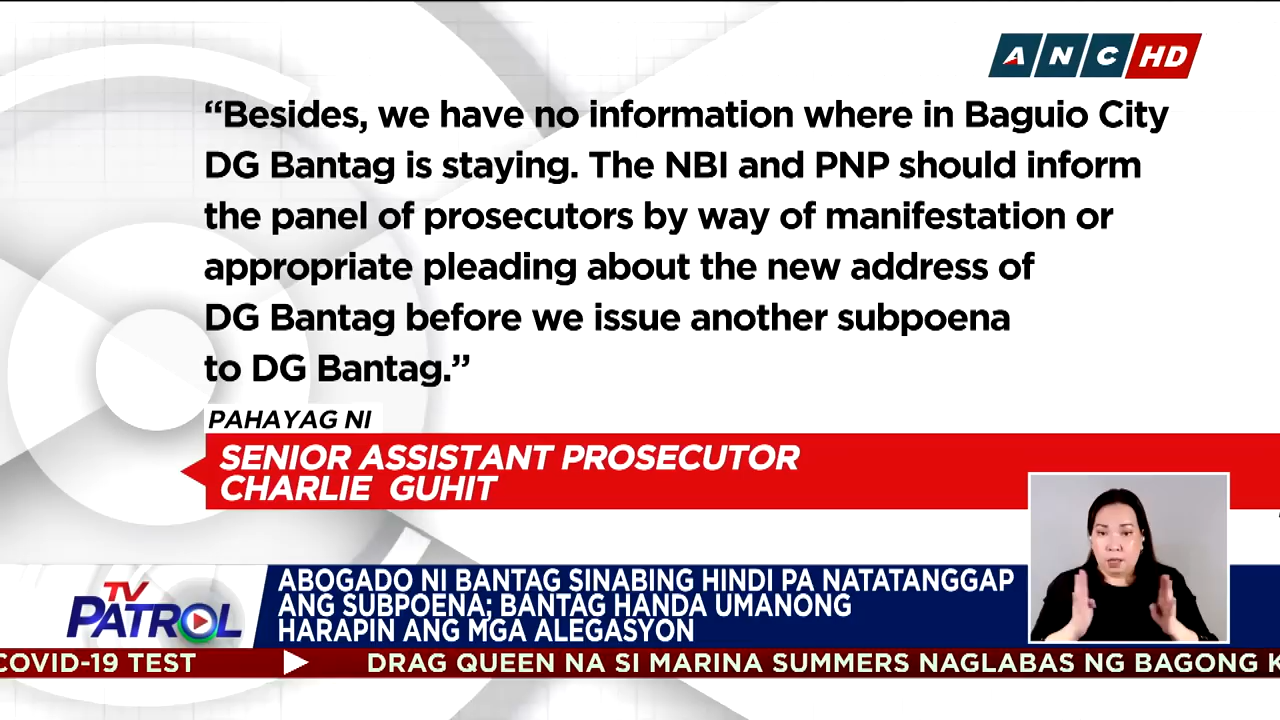 ANC HD
“Besides, we have no information where in Baguio City
DG Bantag is staying. The NBI and PNP should inform
the panel of prosecutors by way of manifestation or
appropriate pleading about the new address of
DG Bantag before we issue another subpoena
to DG Bantag.”
PAHAYAG NI
SENIOR ASSISTANT PROSECUTOR
CHARLIE GUHIT
TV
PATROL
ABOGADO NI BANTAG SINABING HINDI PA NATATANGGAP
ANG SUBPOENA; BANTAG HANDA UMANONG
HARAPIN ANG MGA ALEGASYON
COVID-19 TEST DRAG QUEEN NA SI MARINA SUMMERS NAGLABAS NG BAGONG K